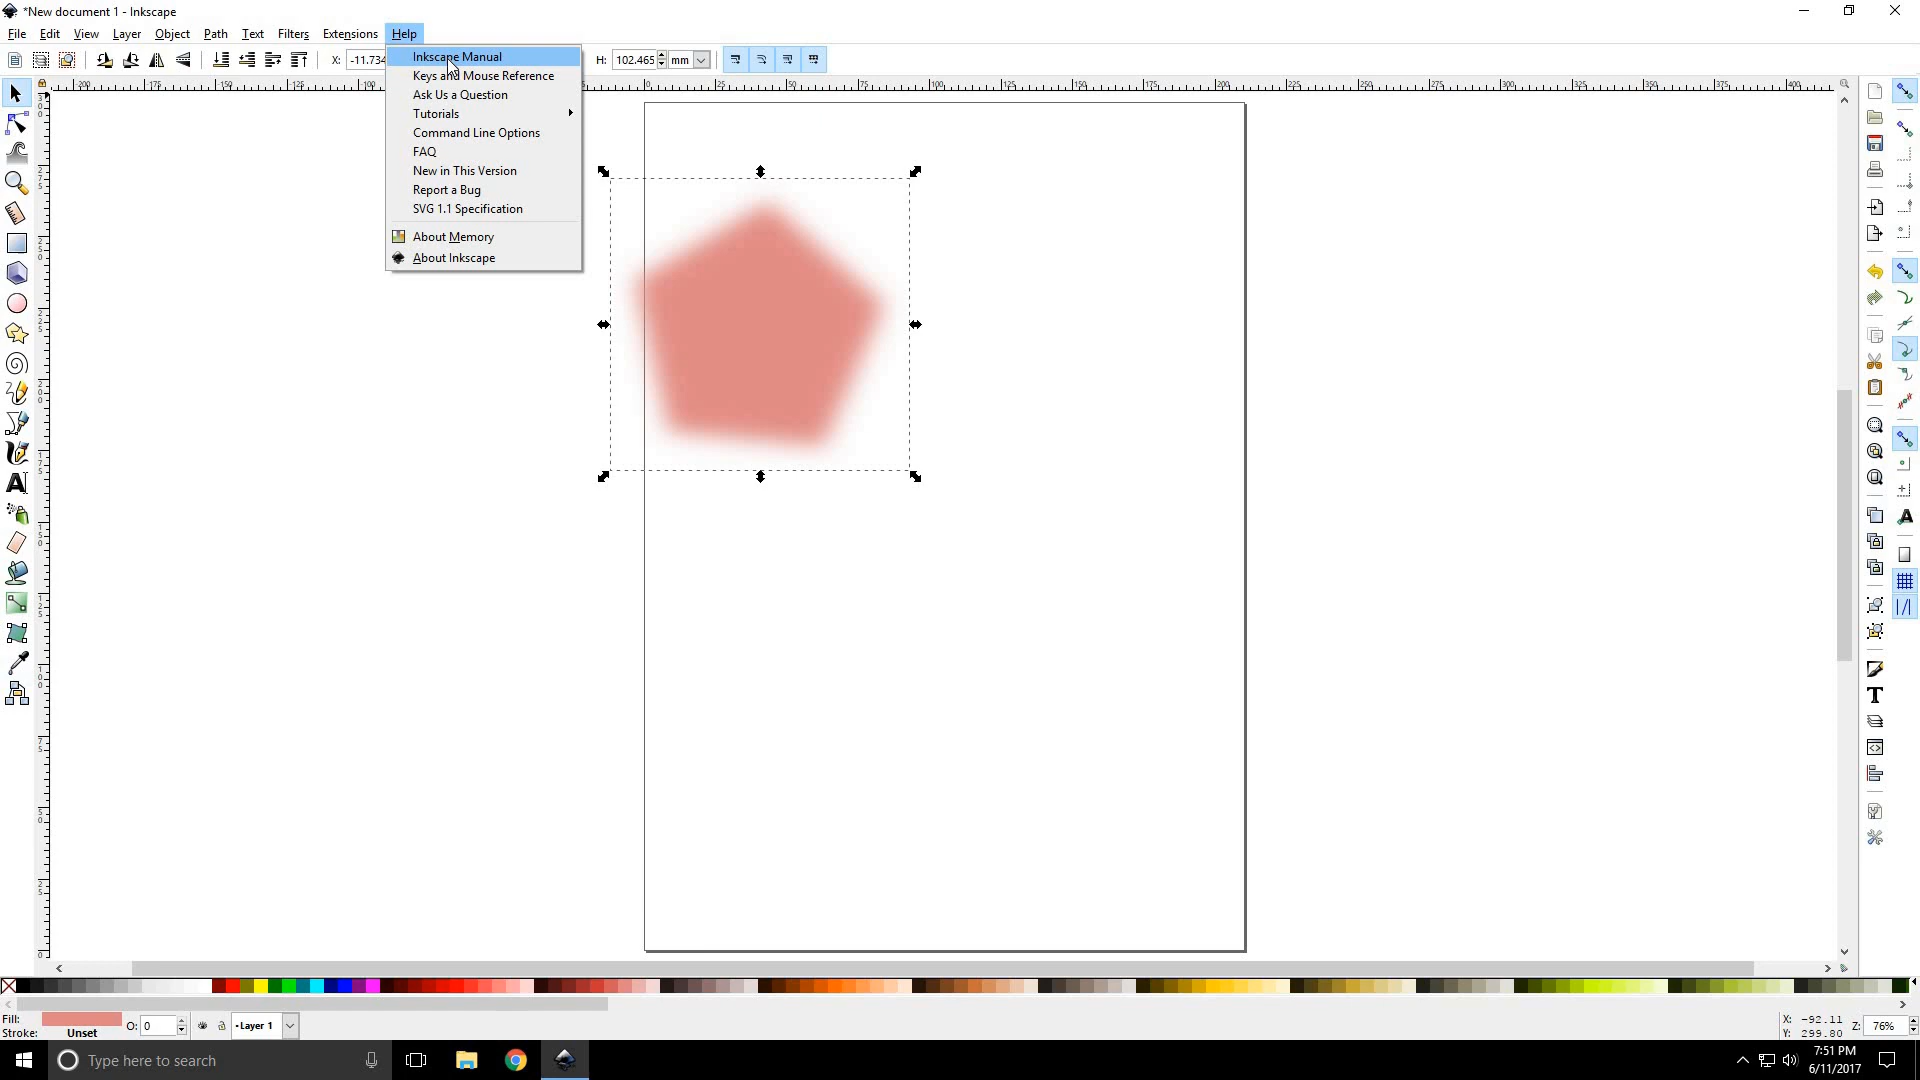 *New document 1 - Inkscape
File Edit View Layer Object Path Text Filters Extensions Help
X: -11.734 H: 102.465 mm
Inkscape Manual
Keys and Mouse Reference
Ask Us a Question
Tutorials
Command Line Options
FAQ
New in This Version
Report a Bug
SVG 1.1 Specification
About Memory
About Inkscape
Fill:
Stroke: Unset
O: 0
Layer 1
X: -92.11
Y: 299.80
Z: 76%
Type here to search
7:51 PM
6/11/2017